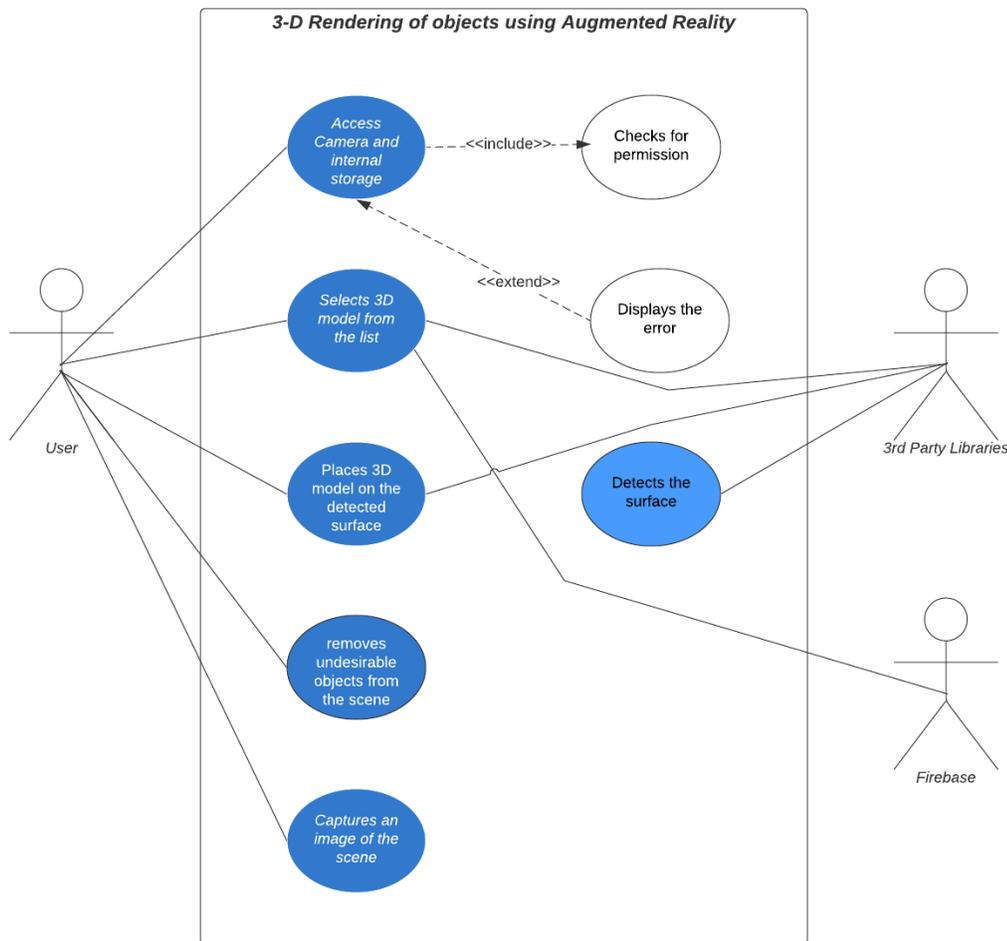 3-D Rendering of objects using Augmented Reality
Access
Camera and
internal
storage
<<include>>
Checks for
permission
<<extend>>
Selects 3D
model from
the list
Displays the
error
User
3rd Party Libraries
Places 3D
model on the
detected
surface
Detects the
surface
removes
undesirable
objects from
the scene
Firebase
Captures an
image of the
scene